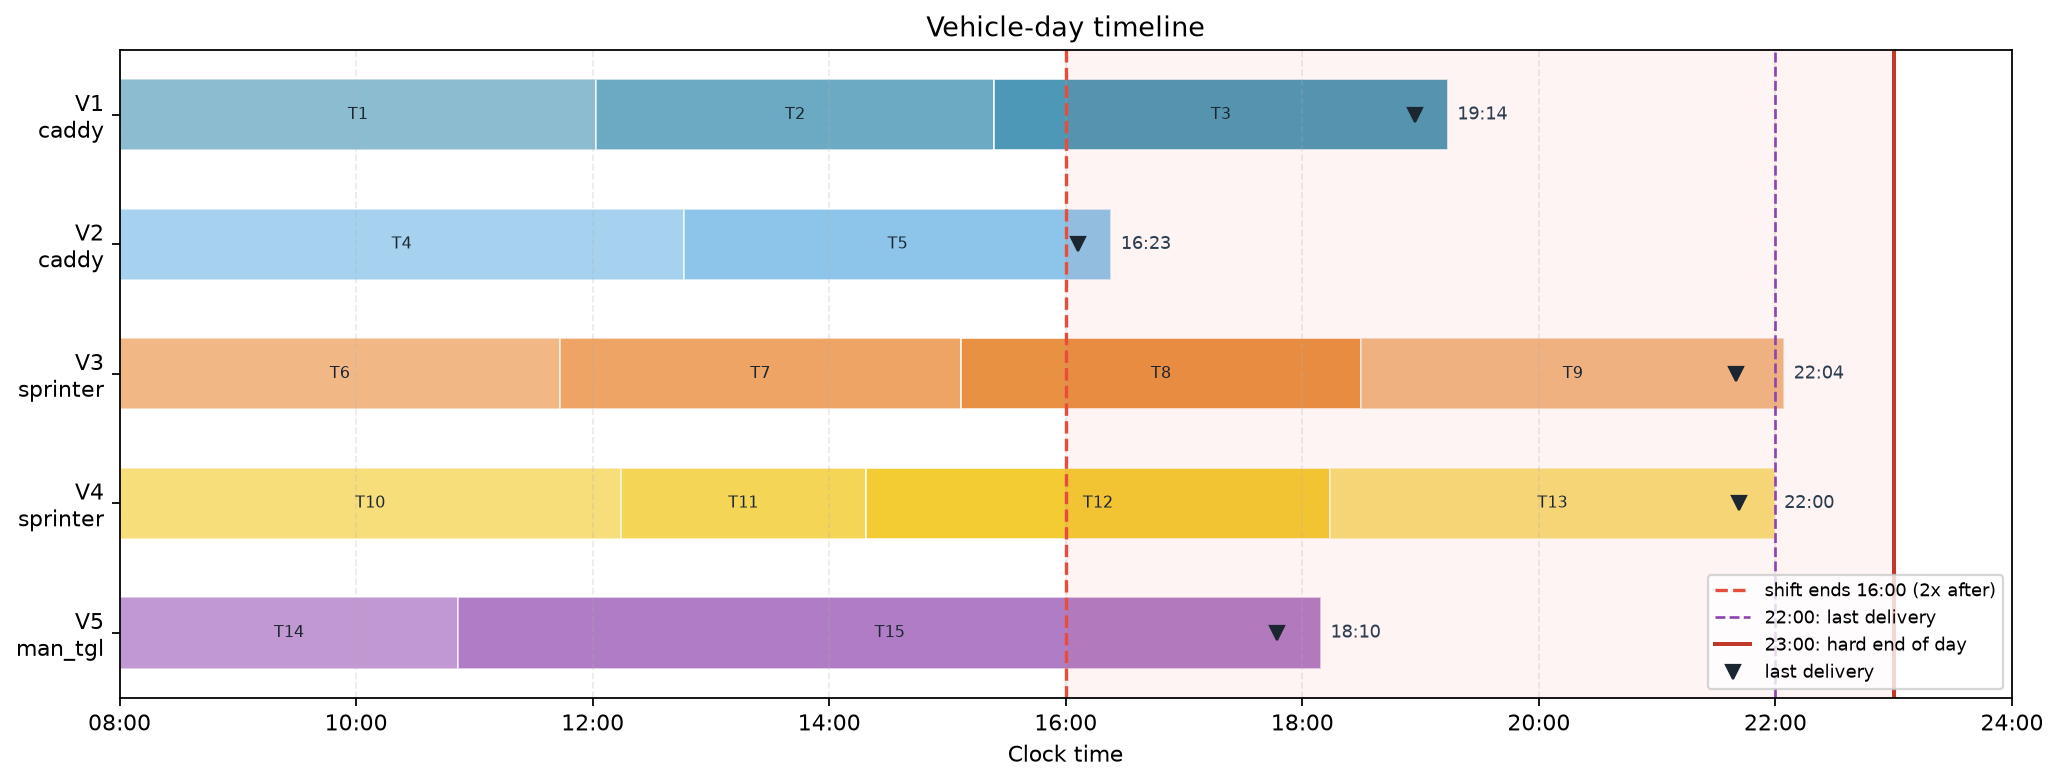 Vehicle-day timeline
V1
caddy
T1
T2
T3
19:14
V2
caddy
T4
T5
16:23
V3
sprinter
T6
T7
T8
T9
22:04
V4
sprinter
T10
T11
T12
T13
22:00
V5
man_tgl
T14
T15
18:10
shift ends 16:00 (2x after)
22:00: last delivery
23:00: hard end of day
last delivery
08:00 10:00 12:00 14:00 16:00 18:00 20:00 22:00 24:00
Clock time